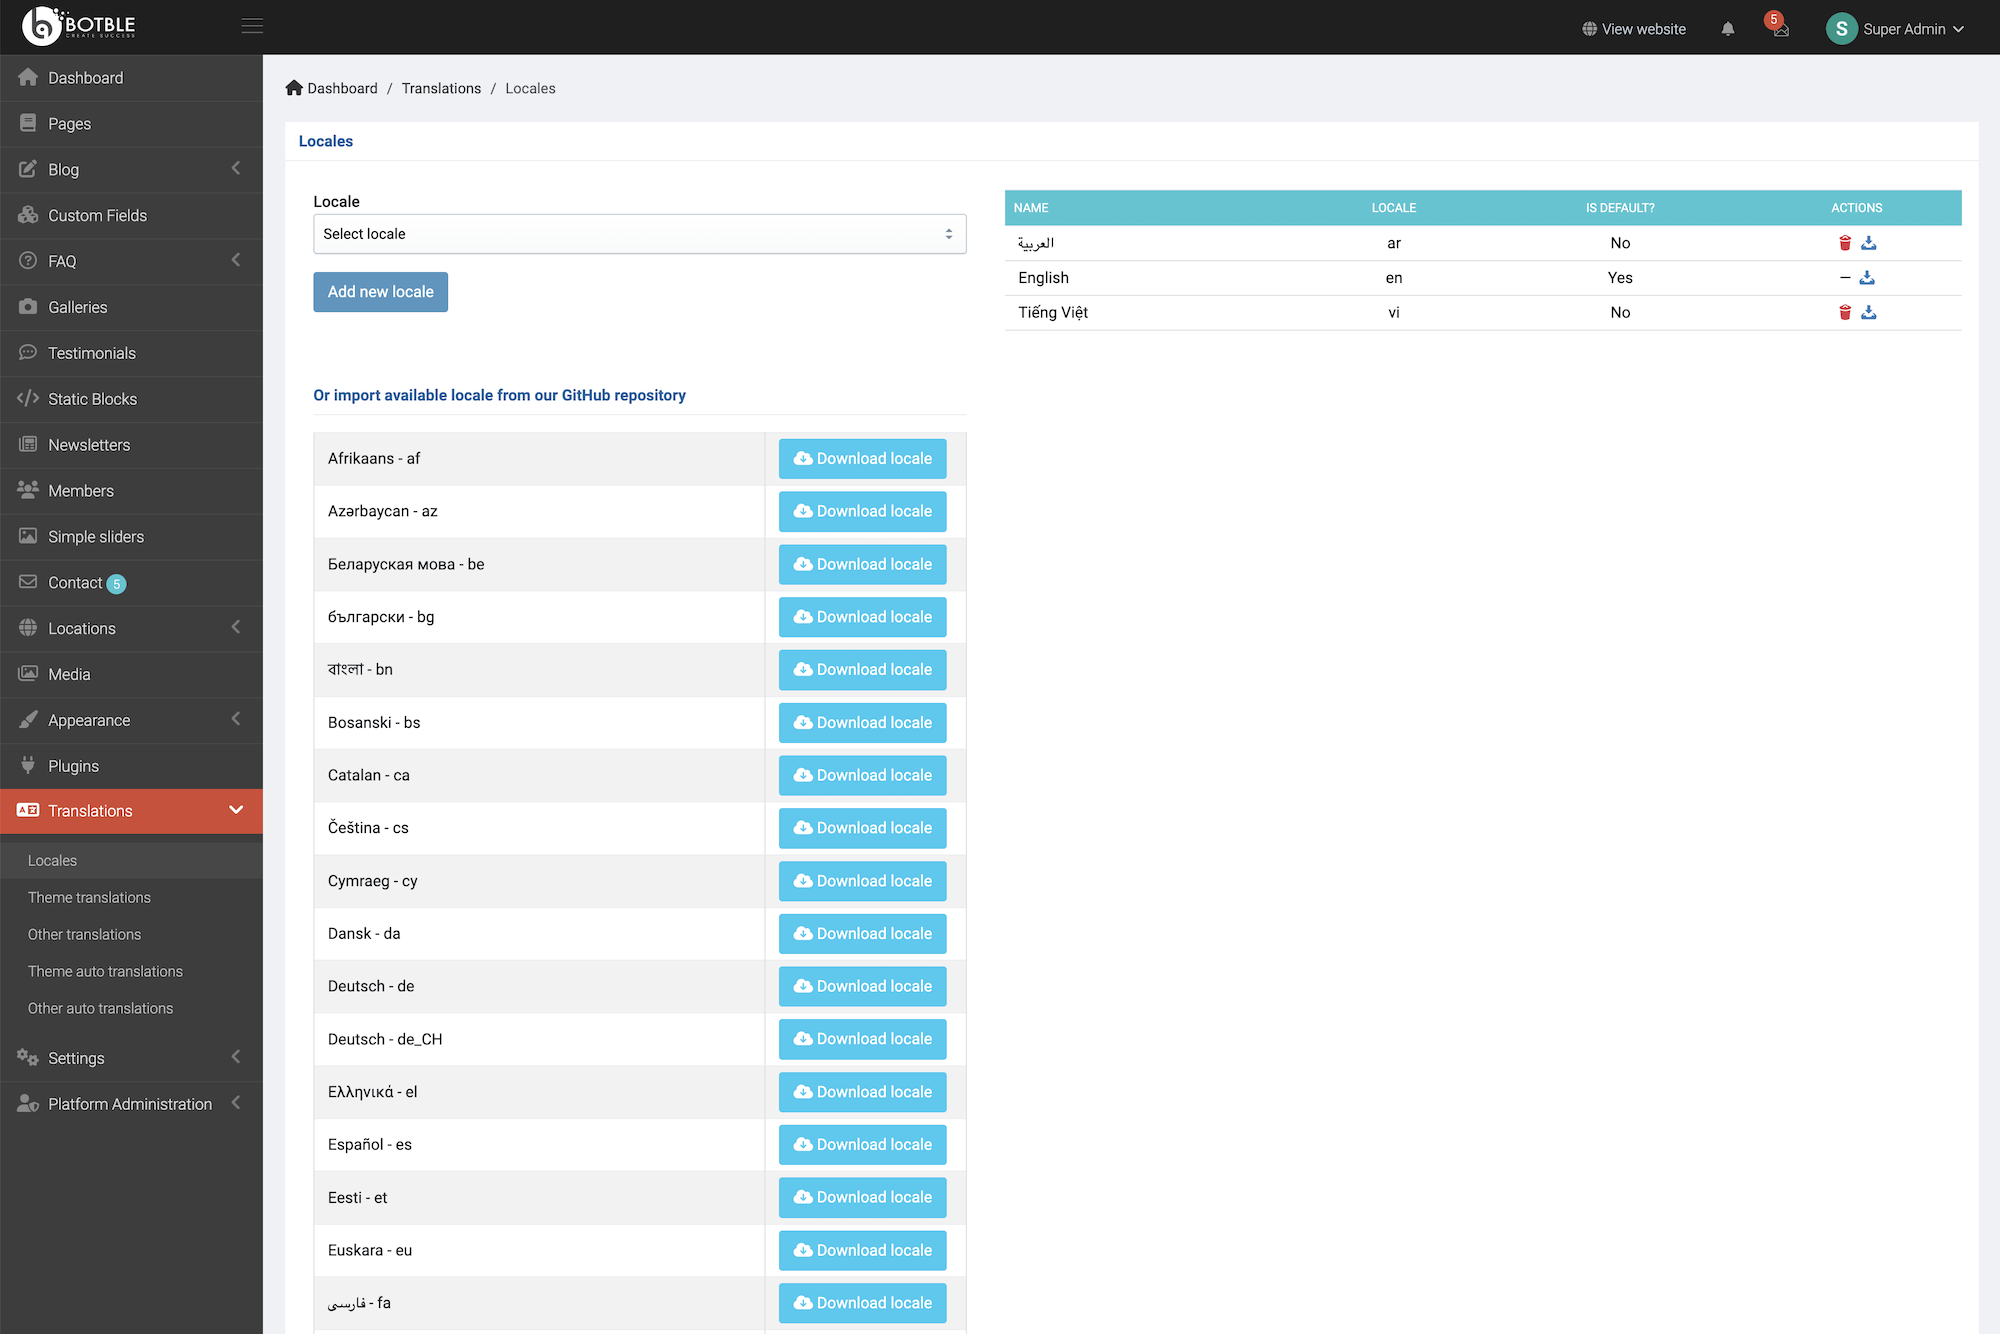 BOTBLE
CREATE SUCCESS
View website
5
S
Super Admin
Dashboard
Pages
Blog
Custom Fields
FAQ
Galleries
Testimonials
Static Blocks
Newsletters
Members
Simple sliders
Contact 5
Locations
Media
Appearance
Plugins
Translations
Locales
Theme translations
Other translations
Theme auto translations
Other auto translations
Settings
Platform Administration
Dashboard / Translations / Locales
Locales
Locale
Select locale
Add new locale
Or import available locale from our GitHub repository
Afrikaans - af Download locale
Azərbaycan - az Download locale
Беларуская мова - be Download locale
български - bg Download locale
বাংলা - bn Download locale
Bosanski - bs Download locale
Catalan - ca Download locale
Čeština - cs Download locale
Cymraeg - cy Download locale
Dansk - da Download locale
Deutsch - de Download locale
Deutsch - de_CH Download locale
Ελληνικά - el Download locale
Español - es Download locale
Eesti - et Download locale
Euskara - eu Download locale
فارسی - fa Download locale
NAME LOCALE IS DEFAULT? ACTIONS
العربية ar No
English en Yes –
Tiếng Việt vi No